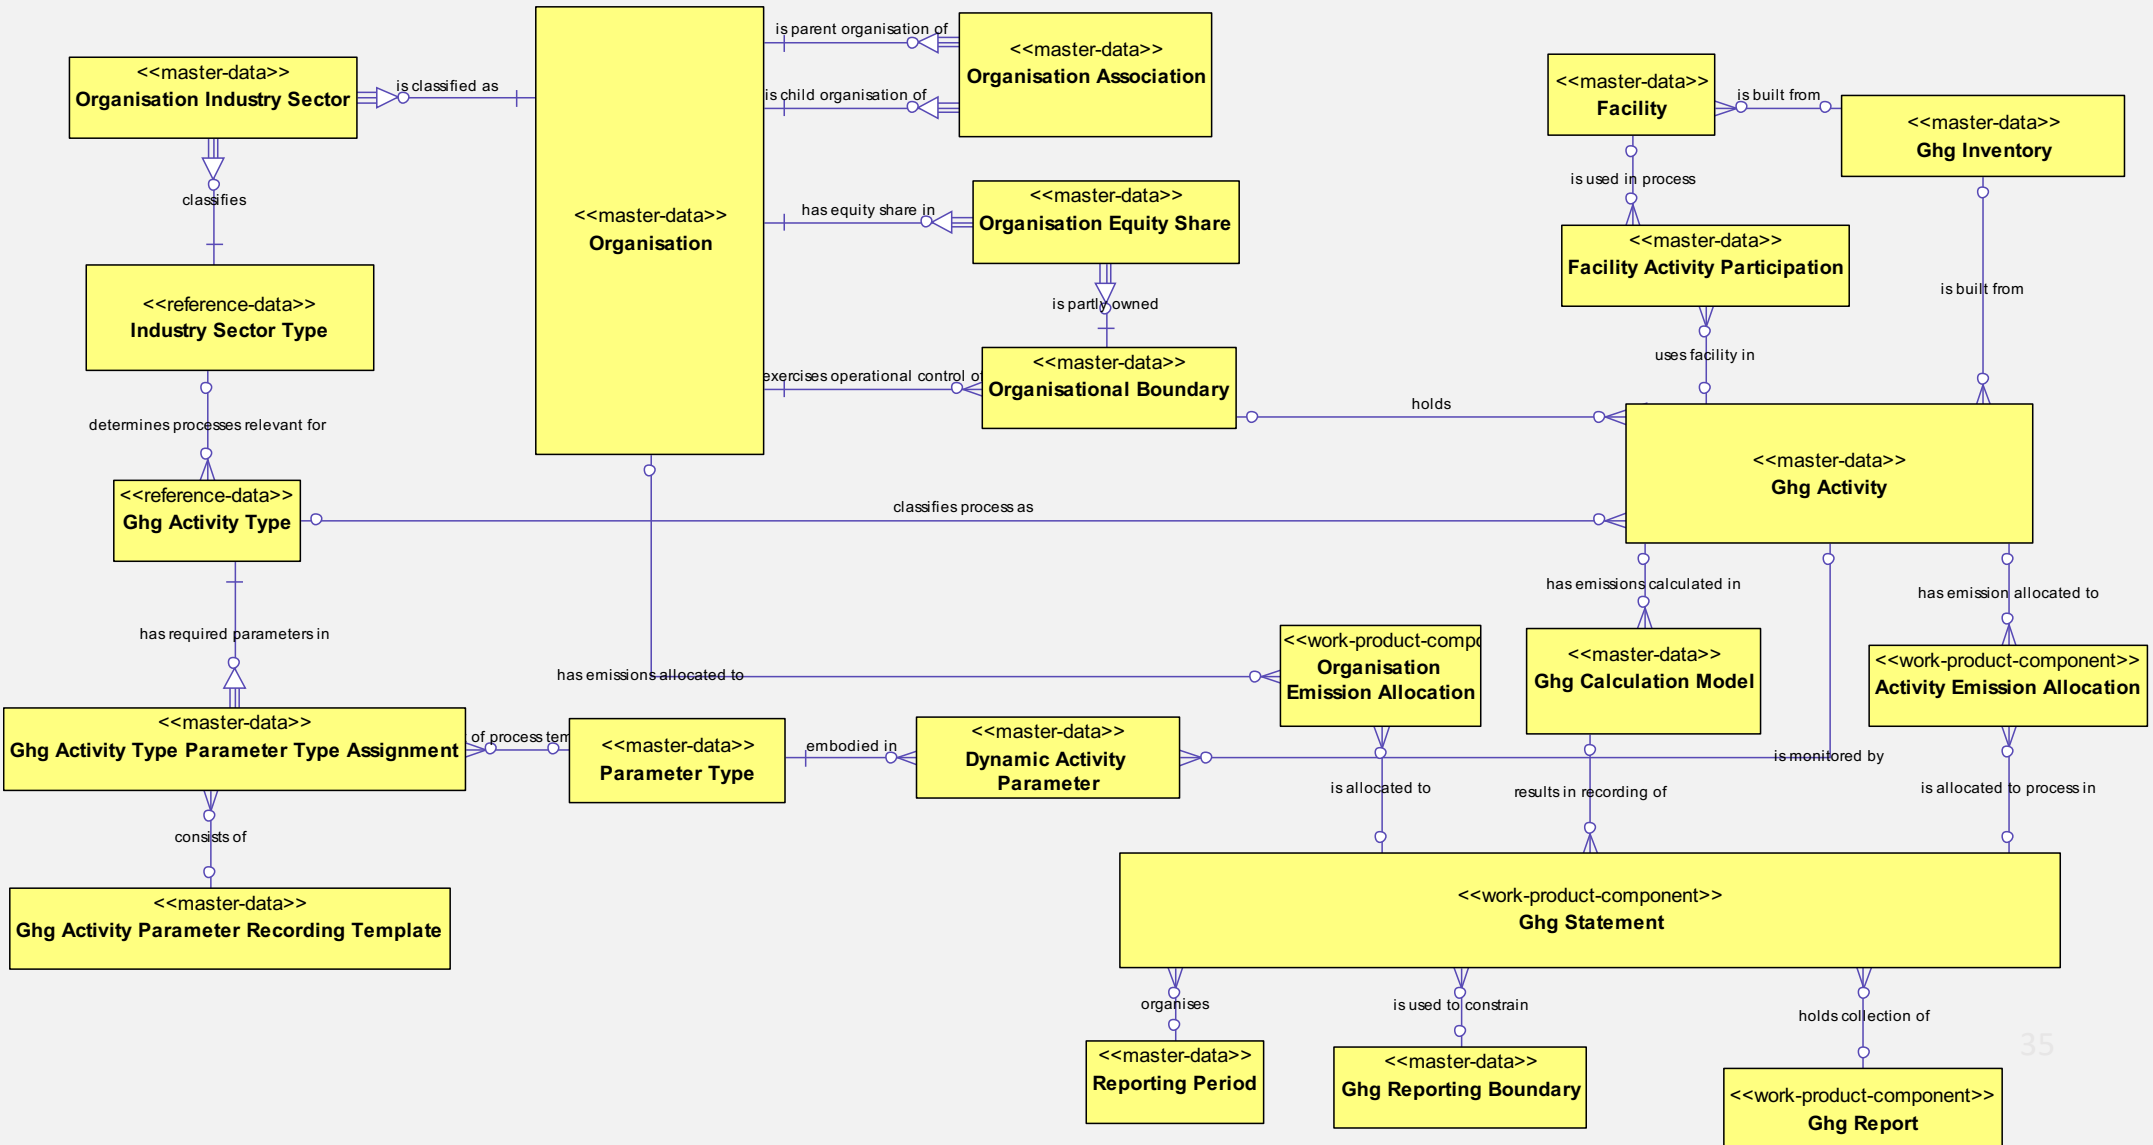 is parent organisation of
<<master-data>>
Organisation Association
<<master-data>>
Organisation Industry Sector
is classified as
is child organisation of
<<master-data>>
Facility
is built from
<<master-data>>
Ghg Inventory
classifies
<<master-data>>
Organisation
has equity share in
<<master-data>>
Organisation Equity Share
is used in process
<<master-data>>
Facility Activity Participation
<<reference-data>>
Industry Sector Type
is partly owned
is built from
exercises operational control of
<<master-data>>
Organisational Boundary
uses facility in
holds
determines processes relevant for
<<reference-data>>
Ghg Activity Type
classifies process as
<<master-data>>
Ghg Activity
has emissions calculated in
has emission allocated to
has required parameters in
has emissions allocated to
<<work-product-compo
Organisation
Emission Allocation
<<master-data>>
Ghg Calculation Model
<<work-product-component>>
Activity Emission Allocation
<<master-data>>
Ghg Activity Type Parameter Type Assignment
of process tem
<<master-data>>
Parameter Type
embodied in
<<master-data>>
Dynamic Activity
Parameter
is monitored by
is allocated to
results in recording of
is allocated to process in
consists of
<<master-data>>
Ghg Activity Parameter Recording Template
<<work-product-component>>
Ghg Statement
organises
is used to constrain
holds collection of
<<master-data>>
Reporting Period
<<master-data>>
Ghg Reporting Boundary
<<work-product-component>>
Ghg Report
35